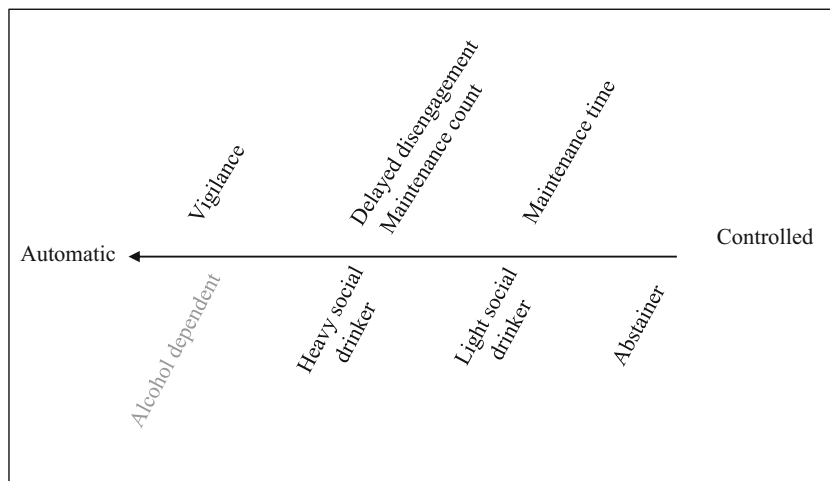 Vigilance
Delayed disengagement
Maintenance count
Maintenance time
Automatic
Controlled
Alcohol dependent
Heavy social
drinker
Light social
drinker
Abstainer